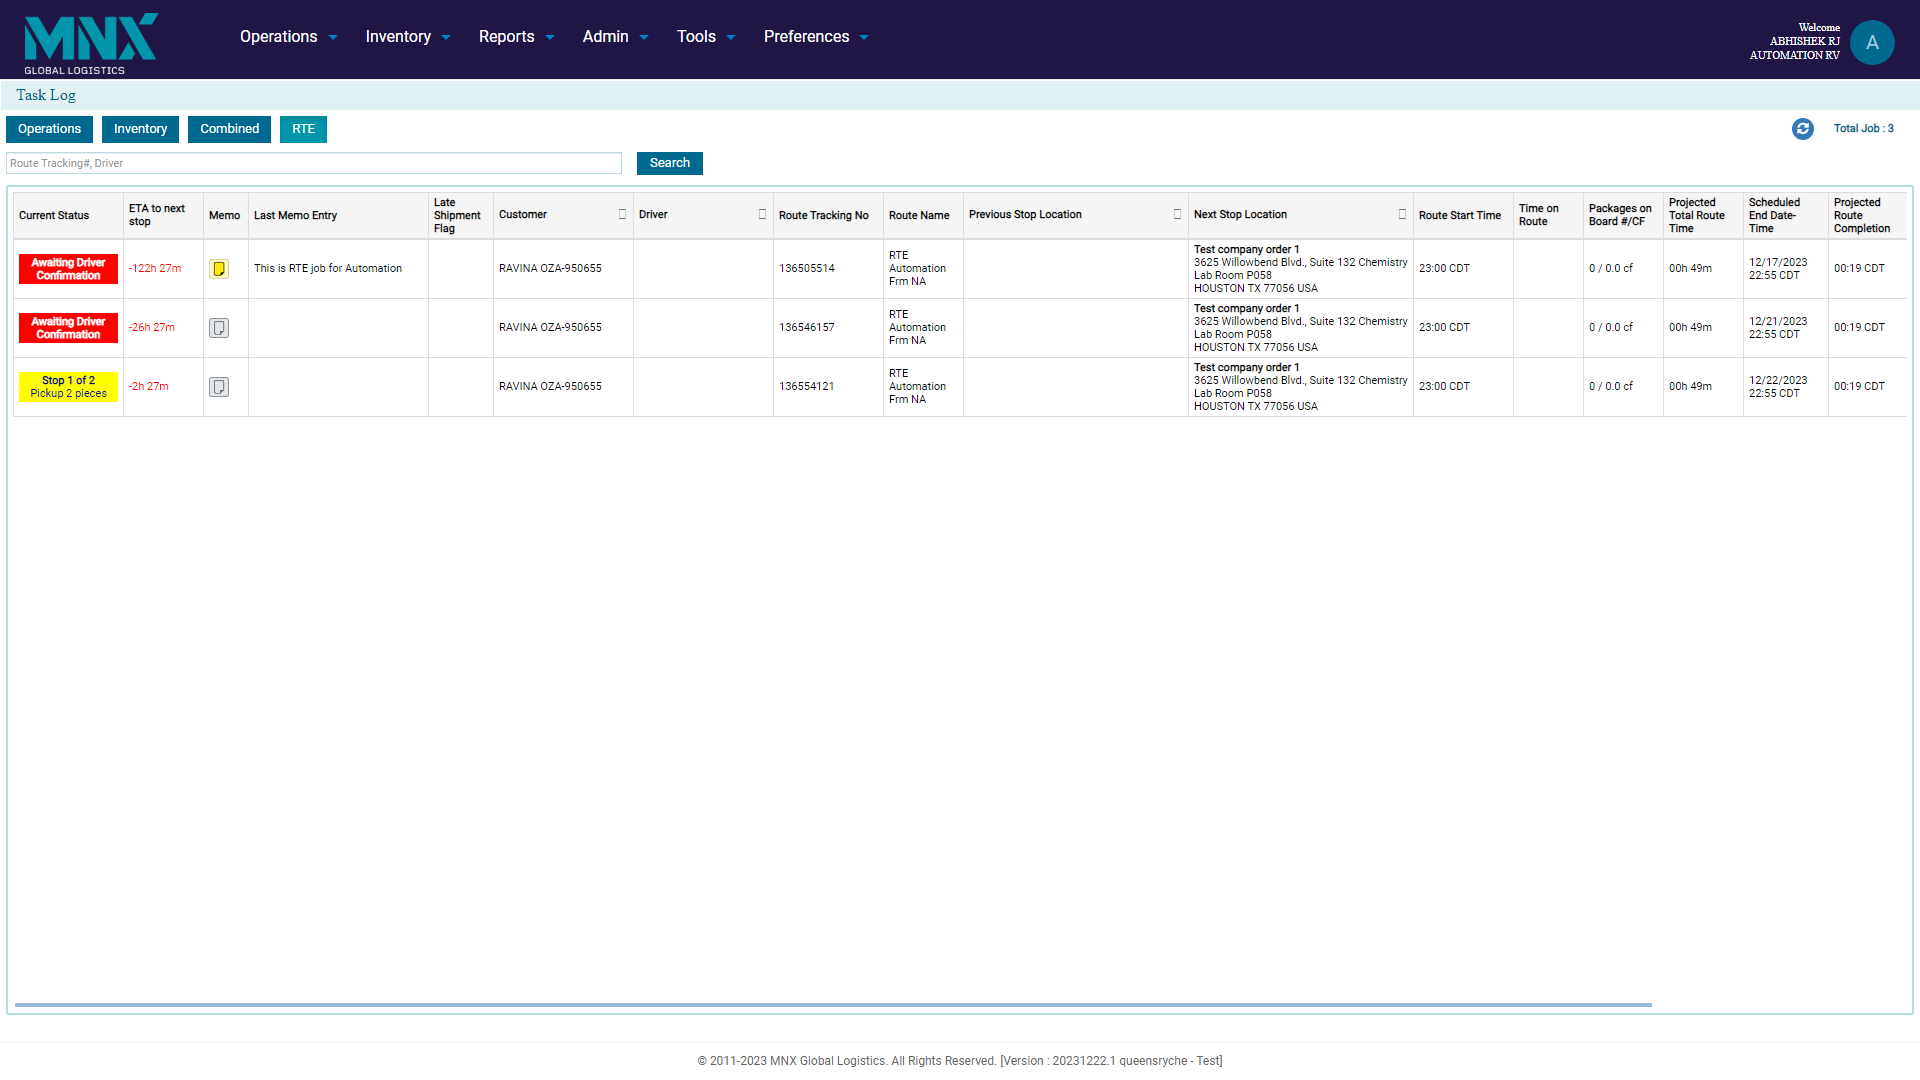 MNX
GLOBAL LOGISTICS
Operations
Inventory
Reports
Admin
Tools
Preferences
Welcome
ABHISHEK RJ
AUTOMATION RV
A
Task Log
Operations
Inventory
Combined
RTE
Total Job : 3
Route Tracking#, Driver
Search
Current Status
ETA to next
stop
Memo
Last Memo Entry
Late
Shipment
Flag
Customer
Driver
Route Tracking No
Route Name
Previous Stop Location
Next Stop Location
Route Start Time
Time on
Route
Packages on
Board #/CF
Projected
Total Route
Time
Scheduled
End Date-
Time
Projected
Route
Completion
Awaiting Driver
Confirmation
-122h 27m
This is RTE job for Automation
RAVINA OZA-950655
136505514
RTE
Automation
Frm NA
Test company order 1
3625 Willowbend Blvd., Suite 132 Chemistry
Lab Room P058
HOUSTON TX 77056 USA
23:00 CDT
0 / 0.0 cf
00h 49m
12/17/2023
22:55 CDT
00:19 CDT
Awaiting Driver
Confirmation
-26h 27m
RAVINA OZA-950655
136546157
RTE
Automation
Frm NA
Test company order 1
3625 Willowbend Blvd., Suite 132 Chemistry
Lab Room P058
HOUSTON TX 77056 USA
23:00 CDT
0 / 0.0 cf
00h 49m
12/21/2023
22:55 CDT
00:19 CDT
Stop 1 of 2
Pickup 2 pieces
-2h 27m
RAVINA OZA-950655
136554121
RTE
Automation
Frm NA
Test company order 1
3625 Willowbend Blvd., Suite 132 Chemistry
Lab Room P058
HOUSTON TX 77056 USA
23:00 CDT
0 / 0.0 cf
00h 49m
12/22/2023
22:55 CDT
00:19 CDT
© 2011-2023 MNX Global Logistics. All Rights Reserved. [Version : 20231222.1 queensryche - Test]